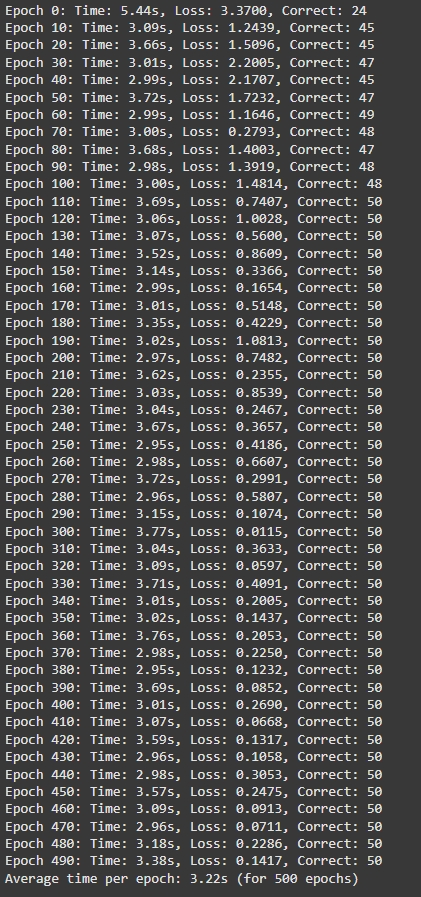 Epoch 0: Time: 5.44s, Loss: 3.3700, Correct: 24
Epoch 10: Time: 3.09s, Loss: 1.2439, Correct: 45
Epoch 20: Time: 3.66s, Loss: 1.5096, Correct: 45
Epoch 30: Time: 3.01s, Loss: 2.2005, Correct: 47
Epoch 40: Time: 2.99s, Loss: 2.1707, Correct: 45
Epoch 50: Time: 3.72s, Loss: 1.7232, Correct: 47
Epoch 60: Time: 2.99s, Loss: 1.1646, Correct: 49
Epoch 70: Time: 3.00s, Loss: 0.2793, Correct: 48
Epoch 80: Time: 3.68s, Loss: 1.4003, Correct: 47
Epoch 90: Time: 2.98s, Loss: 1.3919, Correct: 48
Epoch 100: Time: 3.00s, Loss: 1.4814, Correct: 48
Epoch 110: Time: 3.69s, Loss: 0.7407, Correct: 50
Epoch 120: Time: 3.06s, Loss: 1.0028, Correct: 50
Epoch 130: Time: 3.07s, Loss: 0.5600, Correct: 50
Epoch 140: Time: 3.52s, Loss: 0.8609, Correct: 50
Epoch 150: Time: 3.14s, Loss: 0.3366, Correct: 50
Epoch 160: Time: 2.99s, Loss: 0.1654, Correct: 50
Epoch 170: Time: 3.01s, Loss: 0.5148, Correct: 50
Epoch 180: Time: 3.35s, Loss: 0.4229, Correct: 50
Epoch 190: Time: 3.02s, Loss: 1.0813, Correct: 50
Epoch 200: Time: 2.97s, Loss: 0.7482, Correct: 50
Epoch 210: Time: 3.62s, Loss: 0.2355, Correct: 50
Epoch 220: Time: 3.03s, Loss: 0.8539, Correct: 50
Epoch 230: Time: 3.04s, Loss: 0.2467, Correct: 50
Epoch 240: Time: 3.67s, Loss: 0.3657, Correct: 50
Epoch 250: Time: 2.95s, Loss: 0.4186, Correct: 50
Epoch 260: Time: 2.98s, Loss: 0.6607, Correct: 50
Epoch 270: Time: 3.72s, Loss: 0.2991, Correct: 50
Epoch 280: Time: 2.96s, Loss: 0.5807, Correct: 50
Epoch 290: Time: 3.15s, Loss: 0.1074, Correct: 50
Epoch 300: Time: 3.77s, Loss: 0.0115, Correct: 50
Epoch 310: Time: 3.04s, Loss: 0.3633, Correct: 50
Epoch 320: Time: 3.09s, Loss: 0.0597, Correct: 50
Epoch 330: Time: 3.71s, Loss: 0.4091, Correct: 50
Epoch 340: Time: 3.01s, Loss: 0.2005, Correct: 50
Epoch 350: Time: 3.02s, Loss: 0.1437, Correct: 50
Epoch 360: Time: 3.76s, Loss: 0.2053, Correct: 50
Epoch 370: Time: 2.98s, Loss: 0.2250, Correct: 50
Epoch 380: Time: 2.95s, Loss: 0.1232, Correct: 50
Epoch 390: Time: 3.69s, Loss: 0.0852, Correct: 50
Epoch 400: Time: 3.01s, Loss: 0.2690, Correct: 50
Epoch 410: Time: 3.07s, Loss: 0.0668, Correct: 50
Epoch 420: Time: 3.59s, Loss: 0.1317, Correct: 50
Epoch 430: Time: 2.96s, Loss: 0.1058, Correct: 50
Epoch 440: Time: 2.98s, Loss: 0.3053, Correct: 50
Epoch 450: Time: 3.57s, Loss: 0.2475, Correct: 50
Epoch 460: Time: 3.09s, Loss: 0.0913, Correct: 50
Epoch 470: Time: 2.96s, Loss: 0.0711, Correct: 50
Epoch 480: Time: 3.18s, Loss: 0.2286, Correct: 50
Epoch 490: Time: 3.38s, Loss: 0.1417, Correct: 50
Average time per epoch: 3.22s (for 500 epochs)